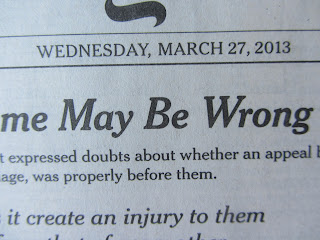 WEDNESDAY, MARCH 27, 2013
me May Be Wrong
t expressed doubts about whether an appeal b
age, was properly before them.
it create an injury to them